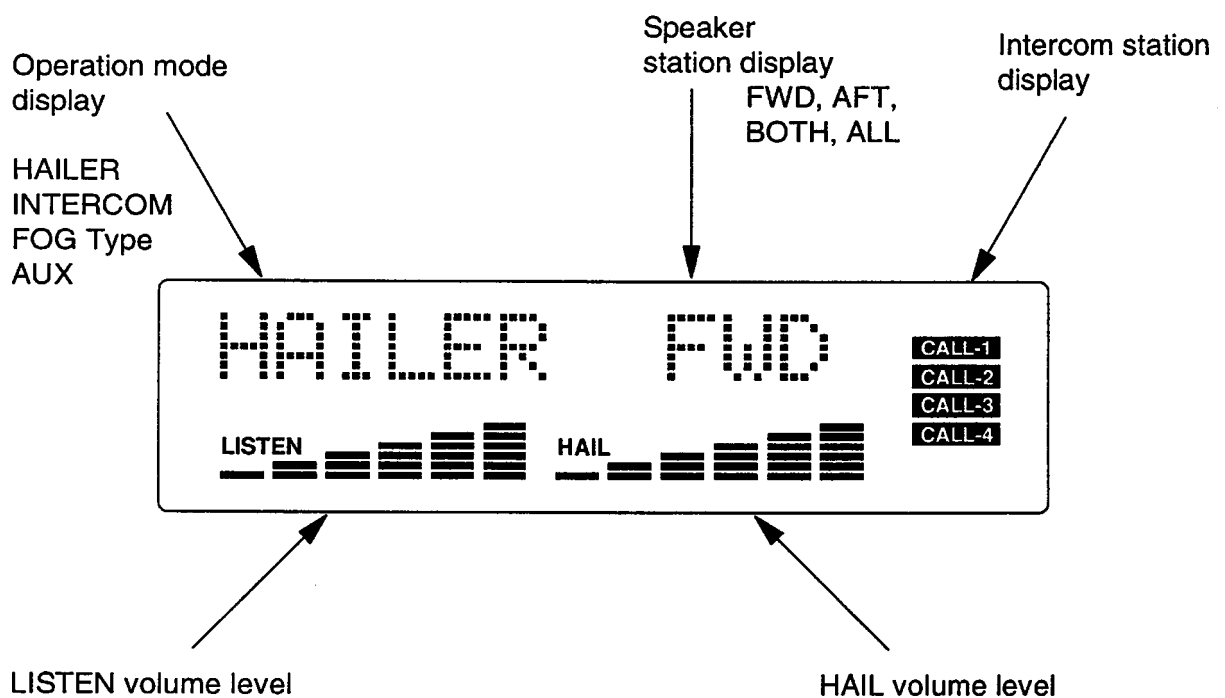 Speaker
station display
FWD, AFT,
BOTH, ALL
Intercom station
display
Operation mode
display
HAILER
INTERCOM
FOG Type
AUX
HAILER FWD
CALL-1
CALL-2
CALL-3
CALL-4
LISTEN HAIL
LISTEN volume level
HAIL volume level